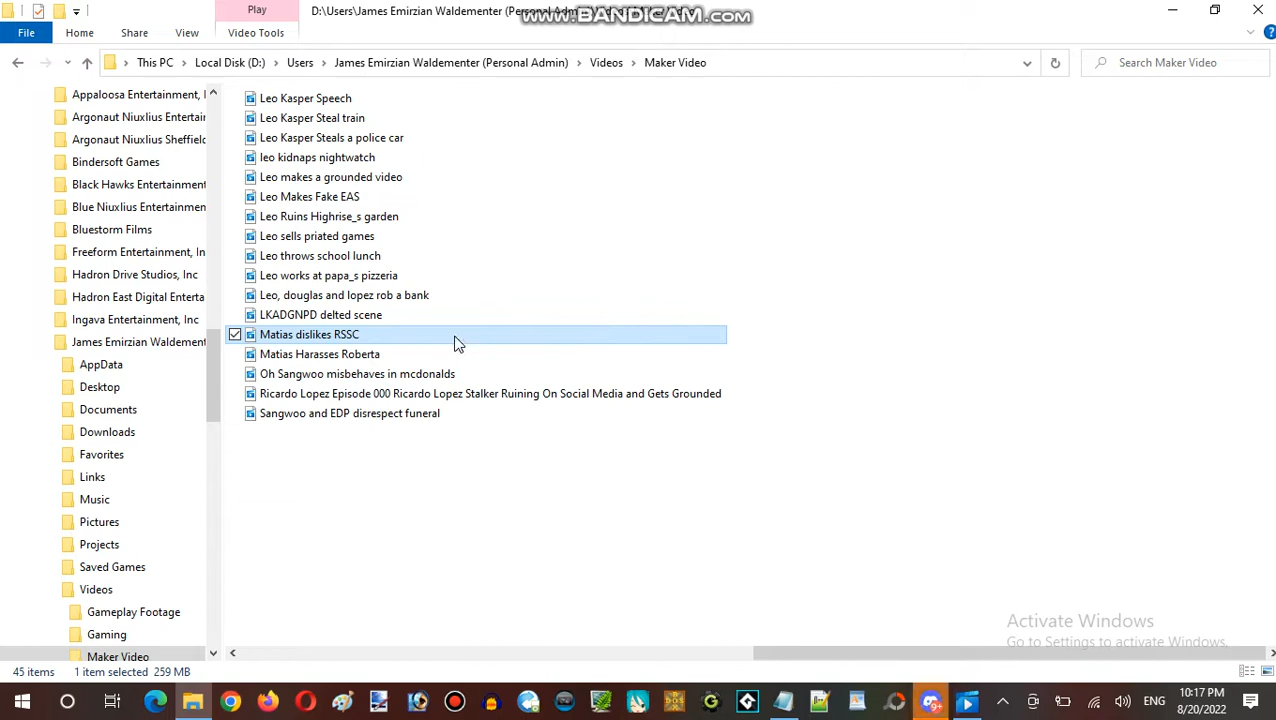 Play
D:\Users\James Emirzian Waldementer (Personal Admin)
www.BANDICAM.com
File
Home
Share
View
Video Tools
This PC
Local Disk (D:)
Users
James Emirzian Waldementer (Personal Admin)
Videos
Maker Video
Search Maker Video
Appaloosa Entertainment, I
Argonaut Niuxlius Entertain
Argonaut Niuxlius Sheffield
Bindersoft Games
Black Hawks Entertainment
Blue Niuxlius Entertainment
Bluestorm Films
Freeform Entertainment, In
Hadron Drive Studios, Inc
Hadron East Digital Enterta
Ingava Entertainment, Inc
James Emirzian Waldement
AppData
Desktop
Documents
Downloads
Favorites
Links
Music
Pictures
Projects
Saved Games
Videos
Gameplay Footage
Gaming
Maker Video
Leo Kasper Speech
Leo Kasper Steal train
Leo Kasper Steals a police car
leo kidnaps nightwatch
Leo makes a grounded video
Leo Makes Fake EAS
Leo Ruins Highrise_s garden
Leo sells priated games
Leo throws school lunch
Leo works at papa_s pizzeria
Leo, douglas and lopez rob a bank
LKADGNPD delted scene
Matias dislikes RSSC
Matias Harasses Roberta
Oh Sangwoo misbehaves in mcdonalds
Ricardo Lopez Episode 000 Ricardo Lopez Stalker Ruining On Social Media and Gets Grounded
Sangwoo and EDP disrespect funeral
Activate Windows
Go to Settings to activate Windows.
45 items
1 item selected 259 MB
ENG
10:17 PM
8/20/2022